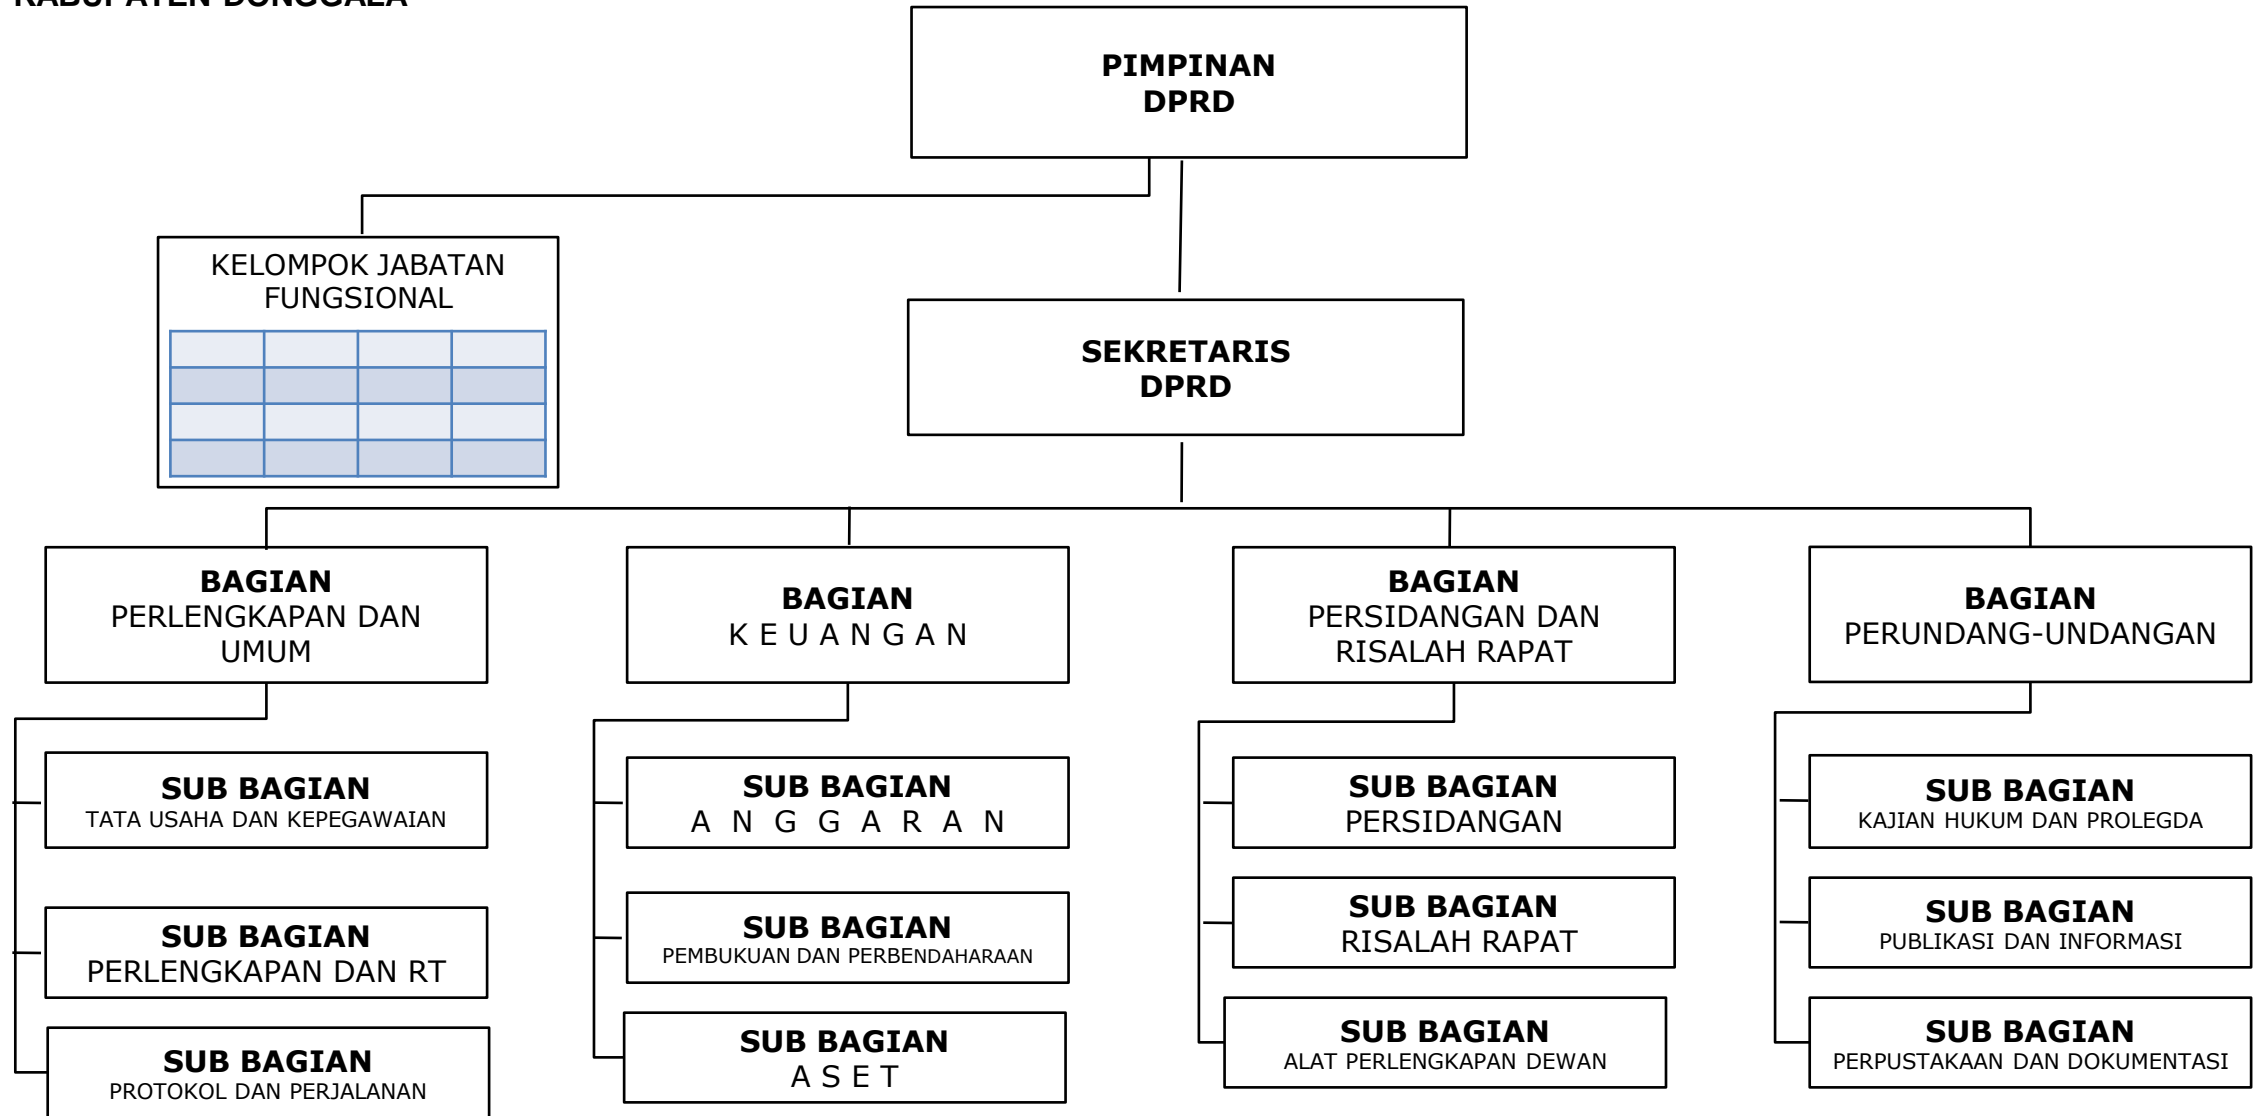 KABUPATEN DONGGALA
PIMPINAN
DPRD
KELOMPOK JABATAN
FUNGSIONAL
SEKRETARIS
DPRD
BAGIAN
PERLENGKAPAN DAN
UMUM
BAGIAN
K E U A N G A N
BAGIAN
PERSIDANGAN DAN
RISALAH RAPAT
BAGIAN
PERUNDANG-UNDANGAN
SUB BAGIAN
TATA USAHA DAN KEPEGAWAIAN
SUB BAGIAN
PERLENGKAPAN DAN RT
SUB BAGIAN
PROTOKOL DAN PERJALANAN
SUB BAGIAN
A N G G A R A N
SUB BAGIAN
PEMBUKUAN DAN PERBENDAHARAAN
SUB BAGIAN
A S E T
SUB BAGIAN
PERSIDANGAN
SUB BAGIAN
RISALAH RAPAT
SUB BAGIAN
ALAT PERLENGKAPAN DEWAN
SUB BAGIAN
KAJIAN HUKUM DAN PROLEGDA
SUB BAGIAN
PUBLIKASI DAN INFORMASI
SUB BAGIAN
PERPUSTAKAAN DAN DOKUMENTASI